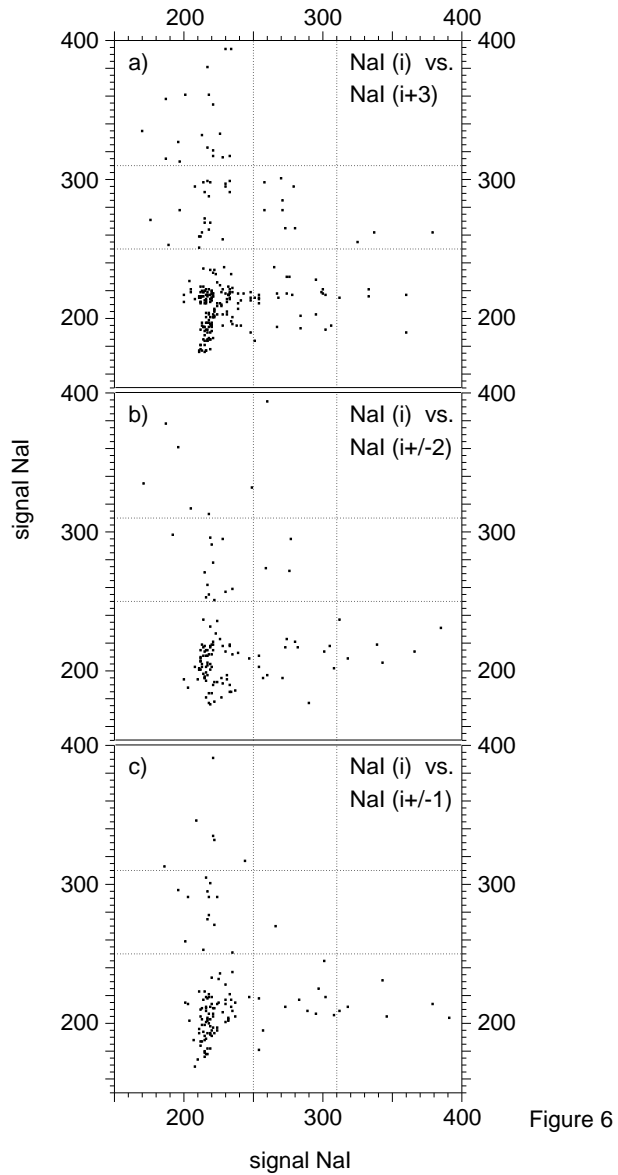 200 300 400
400 400
a) NaI (i) vs.
NaI (i+3)
300 300
200 200
400 400
b) NaI (i) vs.
NaI (i+/-2)
300 300
signal NaI
200 200
400 400
c) NaI (i) vs.
NaI (i+/-1)
300 300
200 200
200 300 400
Figure 6
signal NaI